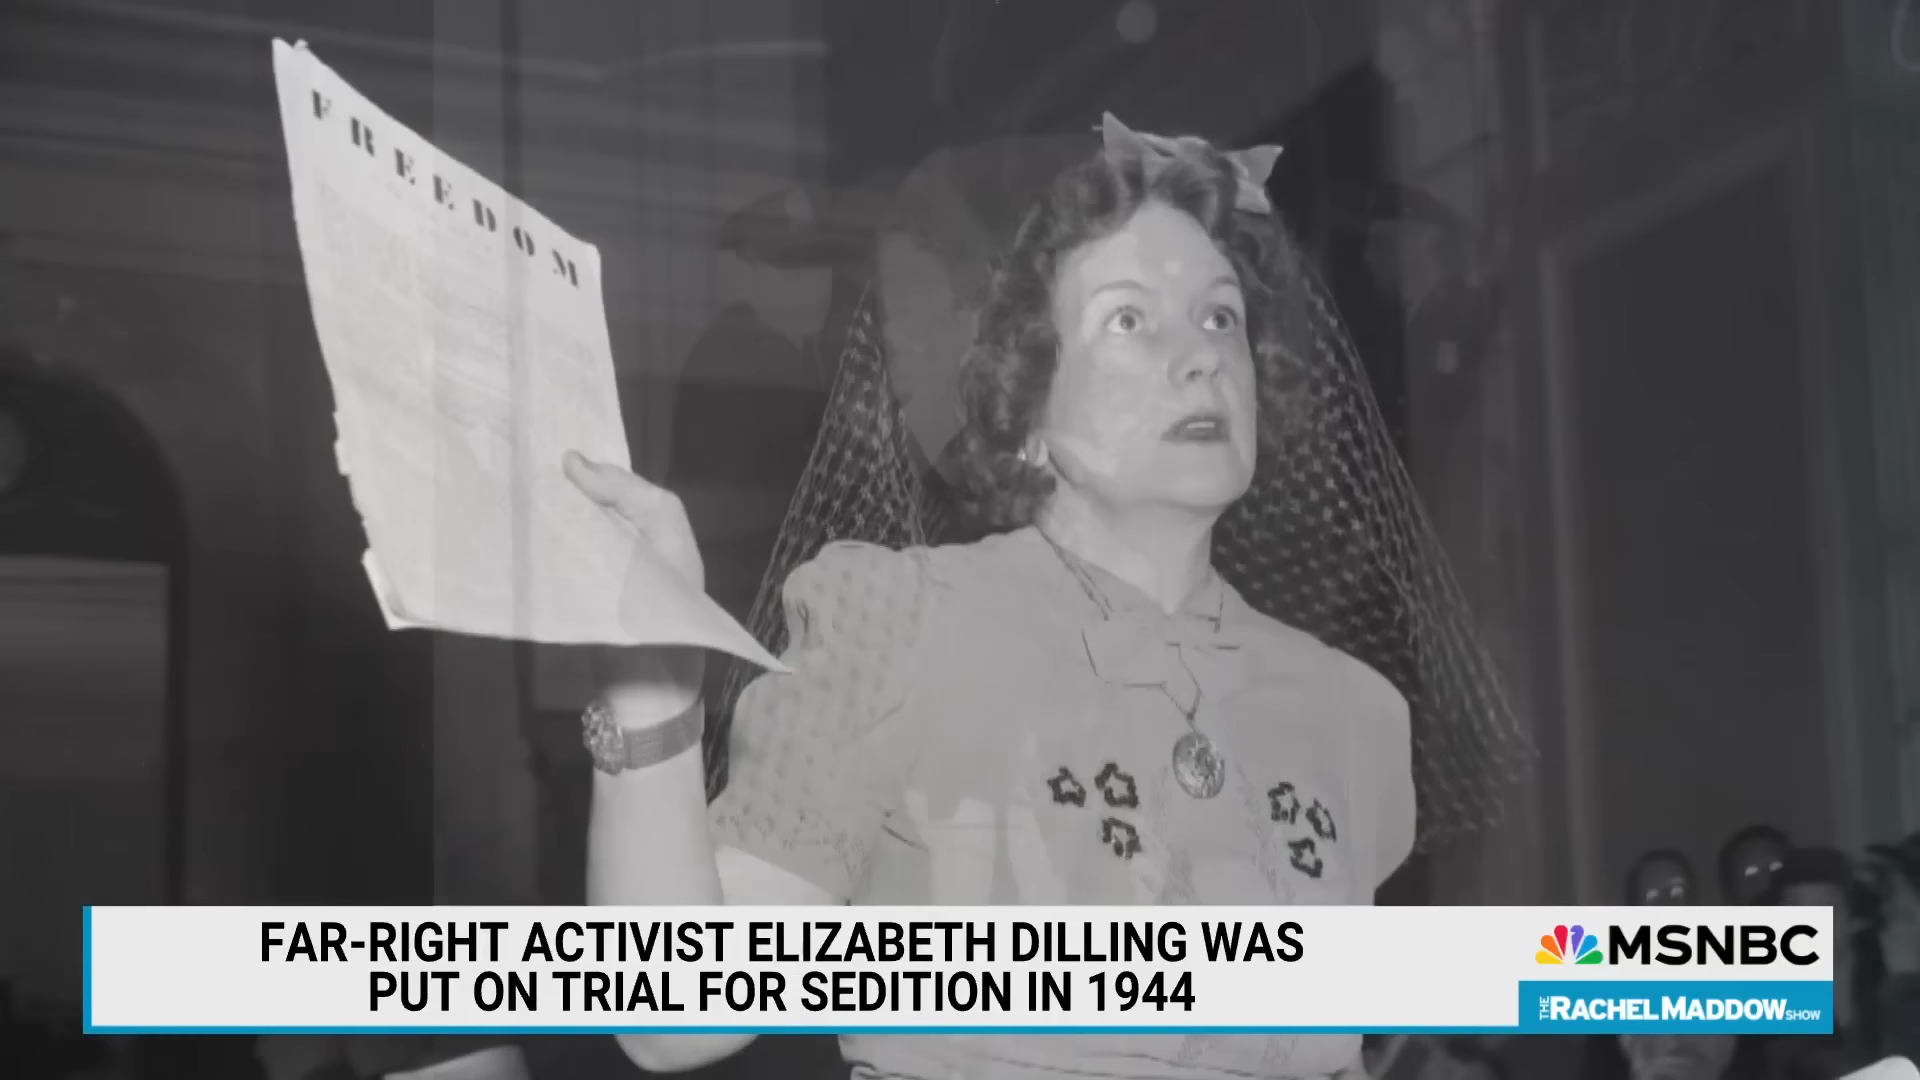 FREEDOM
FAR-RIGHT ACTIVIST ELIZABETH DILLING WAS
PUT ON TRIAL FOR SEDITION IN 1944
MSNBC
THE RACHEL MADDOW SHOW